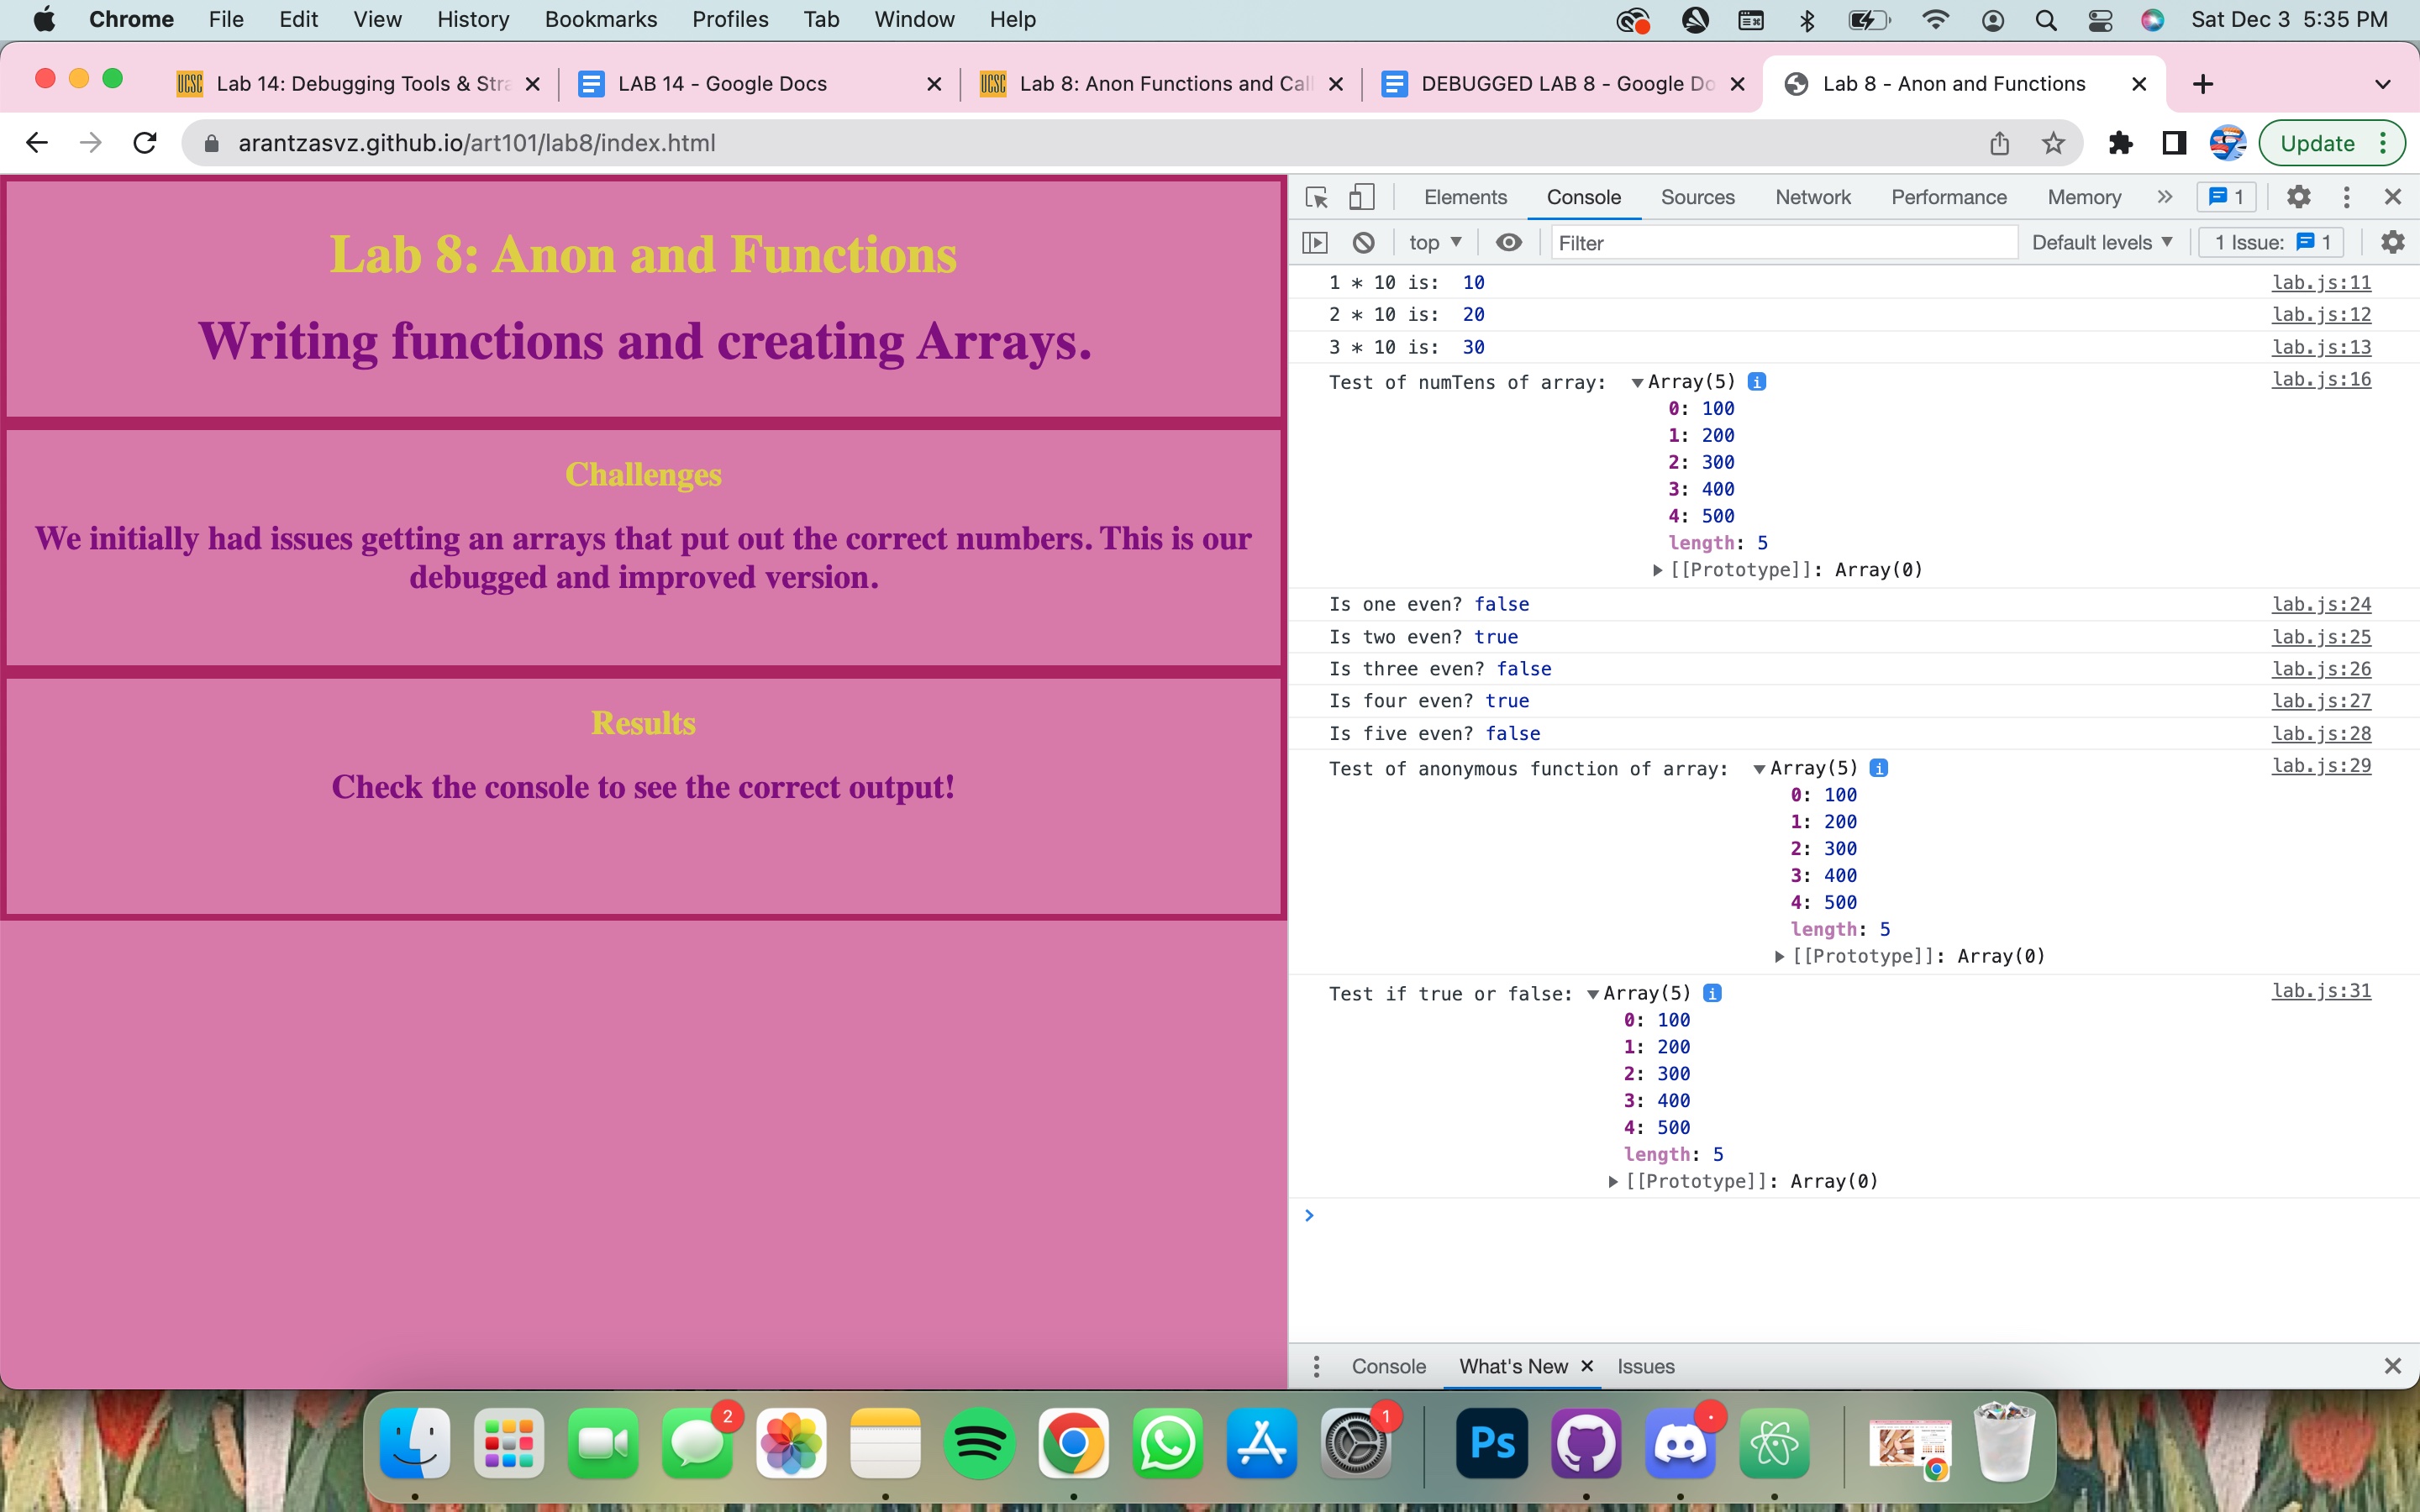 Chrome File Edit View History Bookmarks Profiles Tab Window Help Sat Dec 3 5:35 PM
UCSC Lab 14: Debugging Tools & Stra LAB 14 - Google Docs UCSC Lab 8: Anon Functions and Call DEBUGGED LAB 8 - Google Do Lab 8 - Anon and Functions
arantzasvz.github.io/art101/lab8/index.html Update
Lab 8: Anon and Functions
Writing functions and creating Arrays.
Challenges
We initially had issues getting an arrays that put out the correct numbers. This is our
debugged and improved version.
Results
Check the console to see the correct output!
Elements Console Sources Network Performance Memory 1
top Filter Default levels 1 Issue: 1
1 * 10 is: 10 lab.js:11
2 * 10 is: 20 lab.js:12
3 * 10 is: 30 lab.js:13
Test of numTens of array: Array(5) i lab.js:16
0: 100
1: 200
2: 300
3: 400
4: 500
length: 5
[[Prototype]]: Array(0)
Is one even? false lab.js:24
Is two even? true lab.js:25
Is three even? false lab.js:26
Is four even? true lab.js:27
Is five even? false lab.js:28
Test of anonymous function of array: Array(5) i lab.js:29
0: 100
1: 200
2: 300
3: 400
4: 500
length: 5
[[Prototype]]: Array(0)
Test if true or false: Array(5) i lab.js:31
0: 100
1: 200
2: 300
3: 400
4: 500
length: 5
[[Prototype]]: Array(0)
Console What's New Issues
2 1 Ps